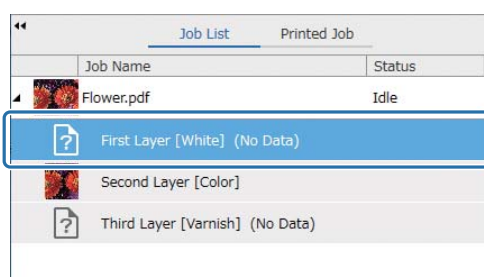 Job List Printed Job
Job Name Status
Flower.pdf Idle
First Layer [White] (No Data)
Second Layer [Color]
Third Layer [Varnish] (No Data)